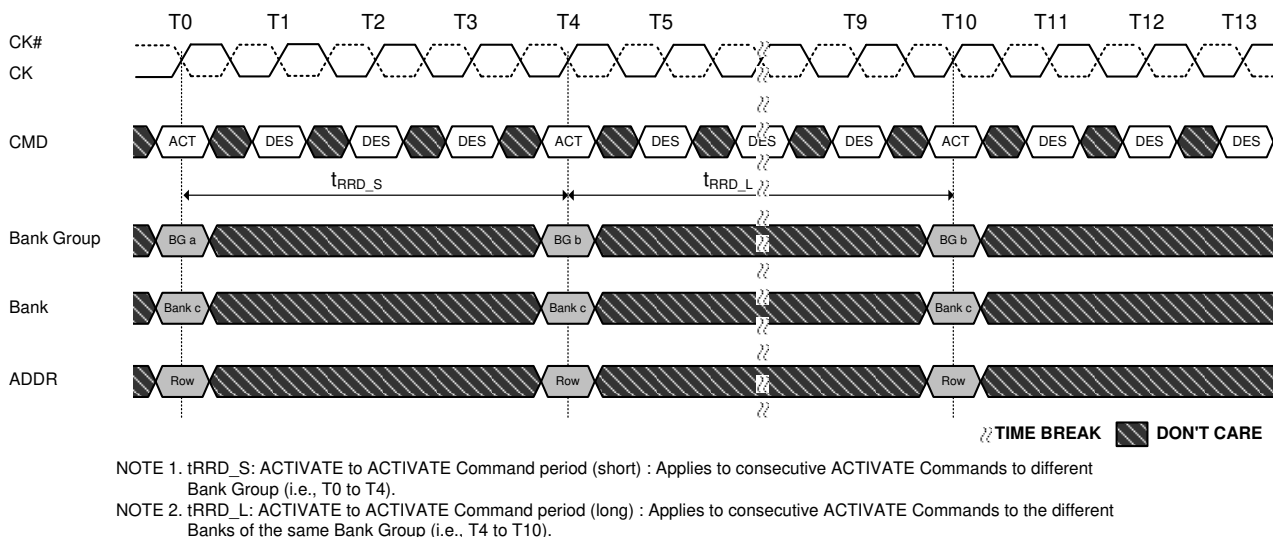 T0 T1 T2 T3 T4 T5 T9 T10 T11 T12 T13
CK#
CK
CMD ACT DES DES DES ACT DES DES DES ACT DES DES DES
tRRD_S tRRD_L
Bank Group BG a BG b BG b
Bank Bank c Bank c Bank c
ADDR Row Row Row
TIME BREAK DON'T CARE
NOTE 1. tRRD_S: ACTIVATE to ACTIVATE Command period (short) : Applies to consecutive ACTIVATE Commands to different
Bank Group (i.e., T0 to T4).
NOTE 2. tRRD_L: ACTIVATE to ACTIVATE Command period (long) : Applies to consecutive ACTIVATE Commands to the different
Banks of the same Bank Group (i.e., T4 to T10).